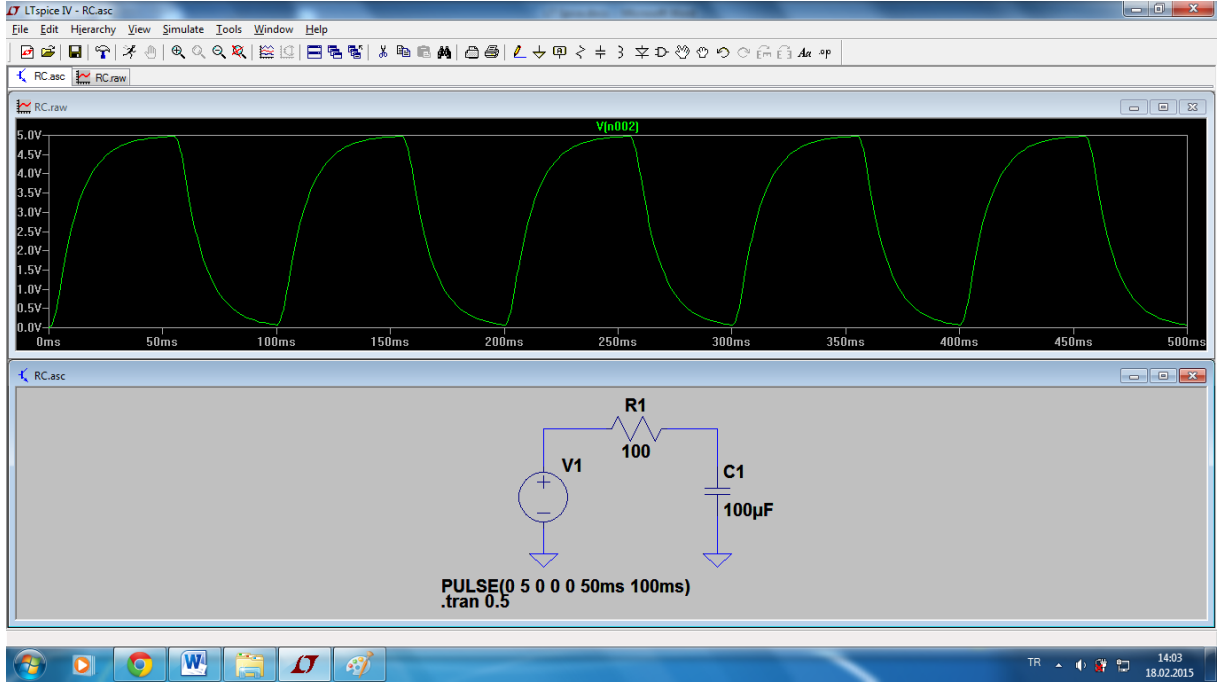 LTspice IV - RC.asc
File Edit Hierarchy View Simulate Tools Window Help
Aa .op
RC.asc RC.raw
RC.raw
V(n002)
5.0V
4.5V
4.0V
3.5V
3.0V
2.5V
2.0V
1.5V
1.0V
0.5V
0.0V
0ms 50ms 100ms 150ms 200ms 250ms 300ms 350ms 400ms 450ms 500ms
RC.asc
R1
100
V1
C1
100µF
PULSE(0 5 0 0 0 50ms 100ms)
.tran 0.5
TR 14:03
18.02.2015